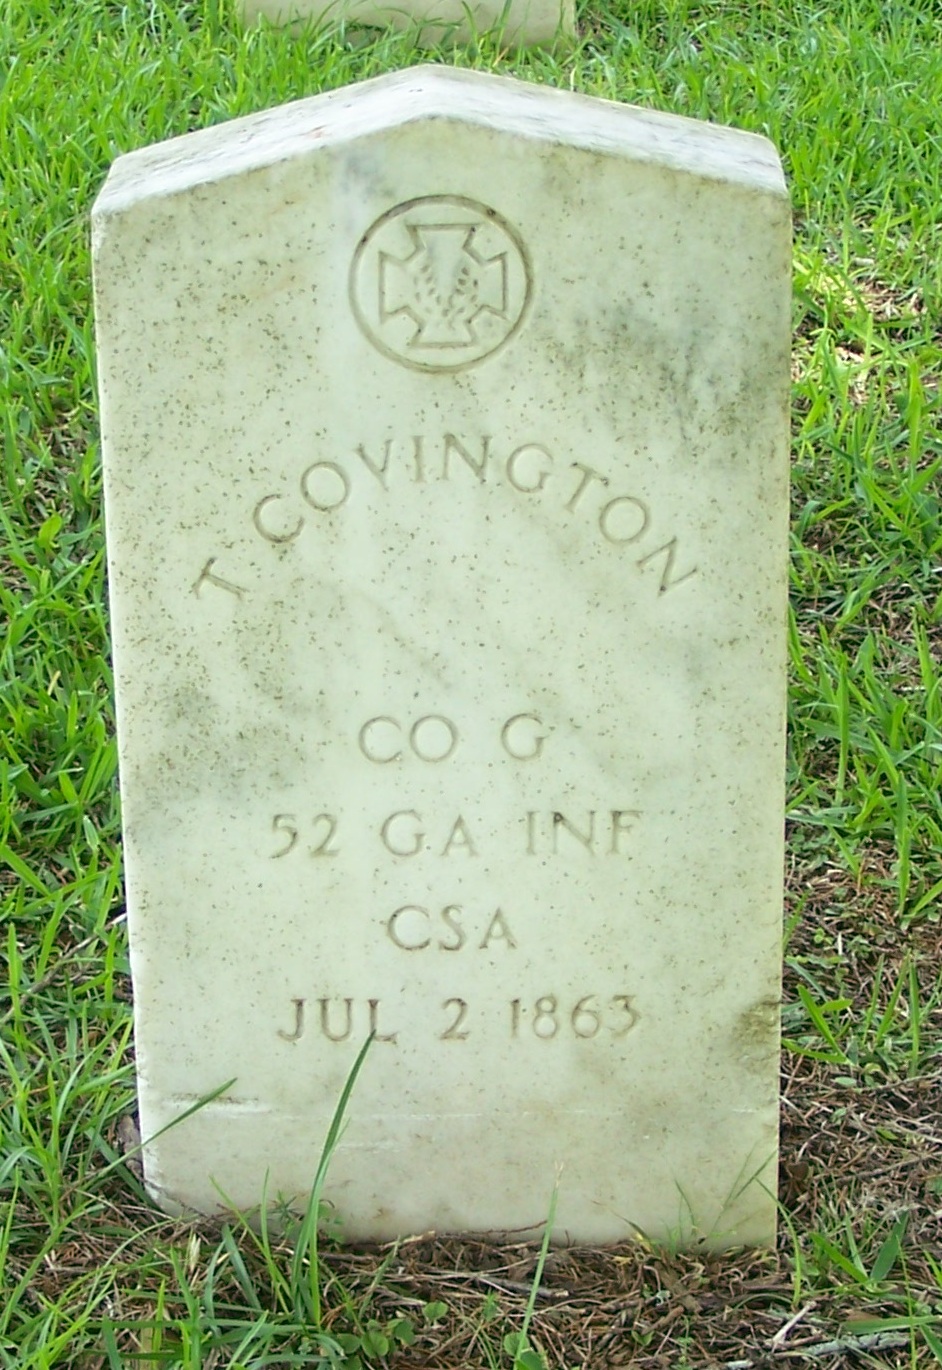 T COVINGTON
CO G
52 GA INF
CSA
JUL 2 1863